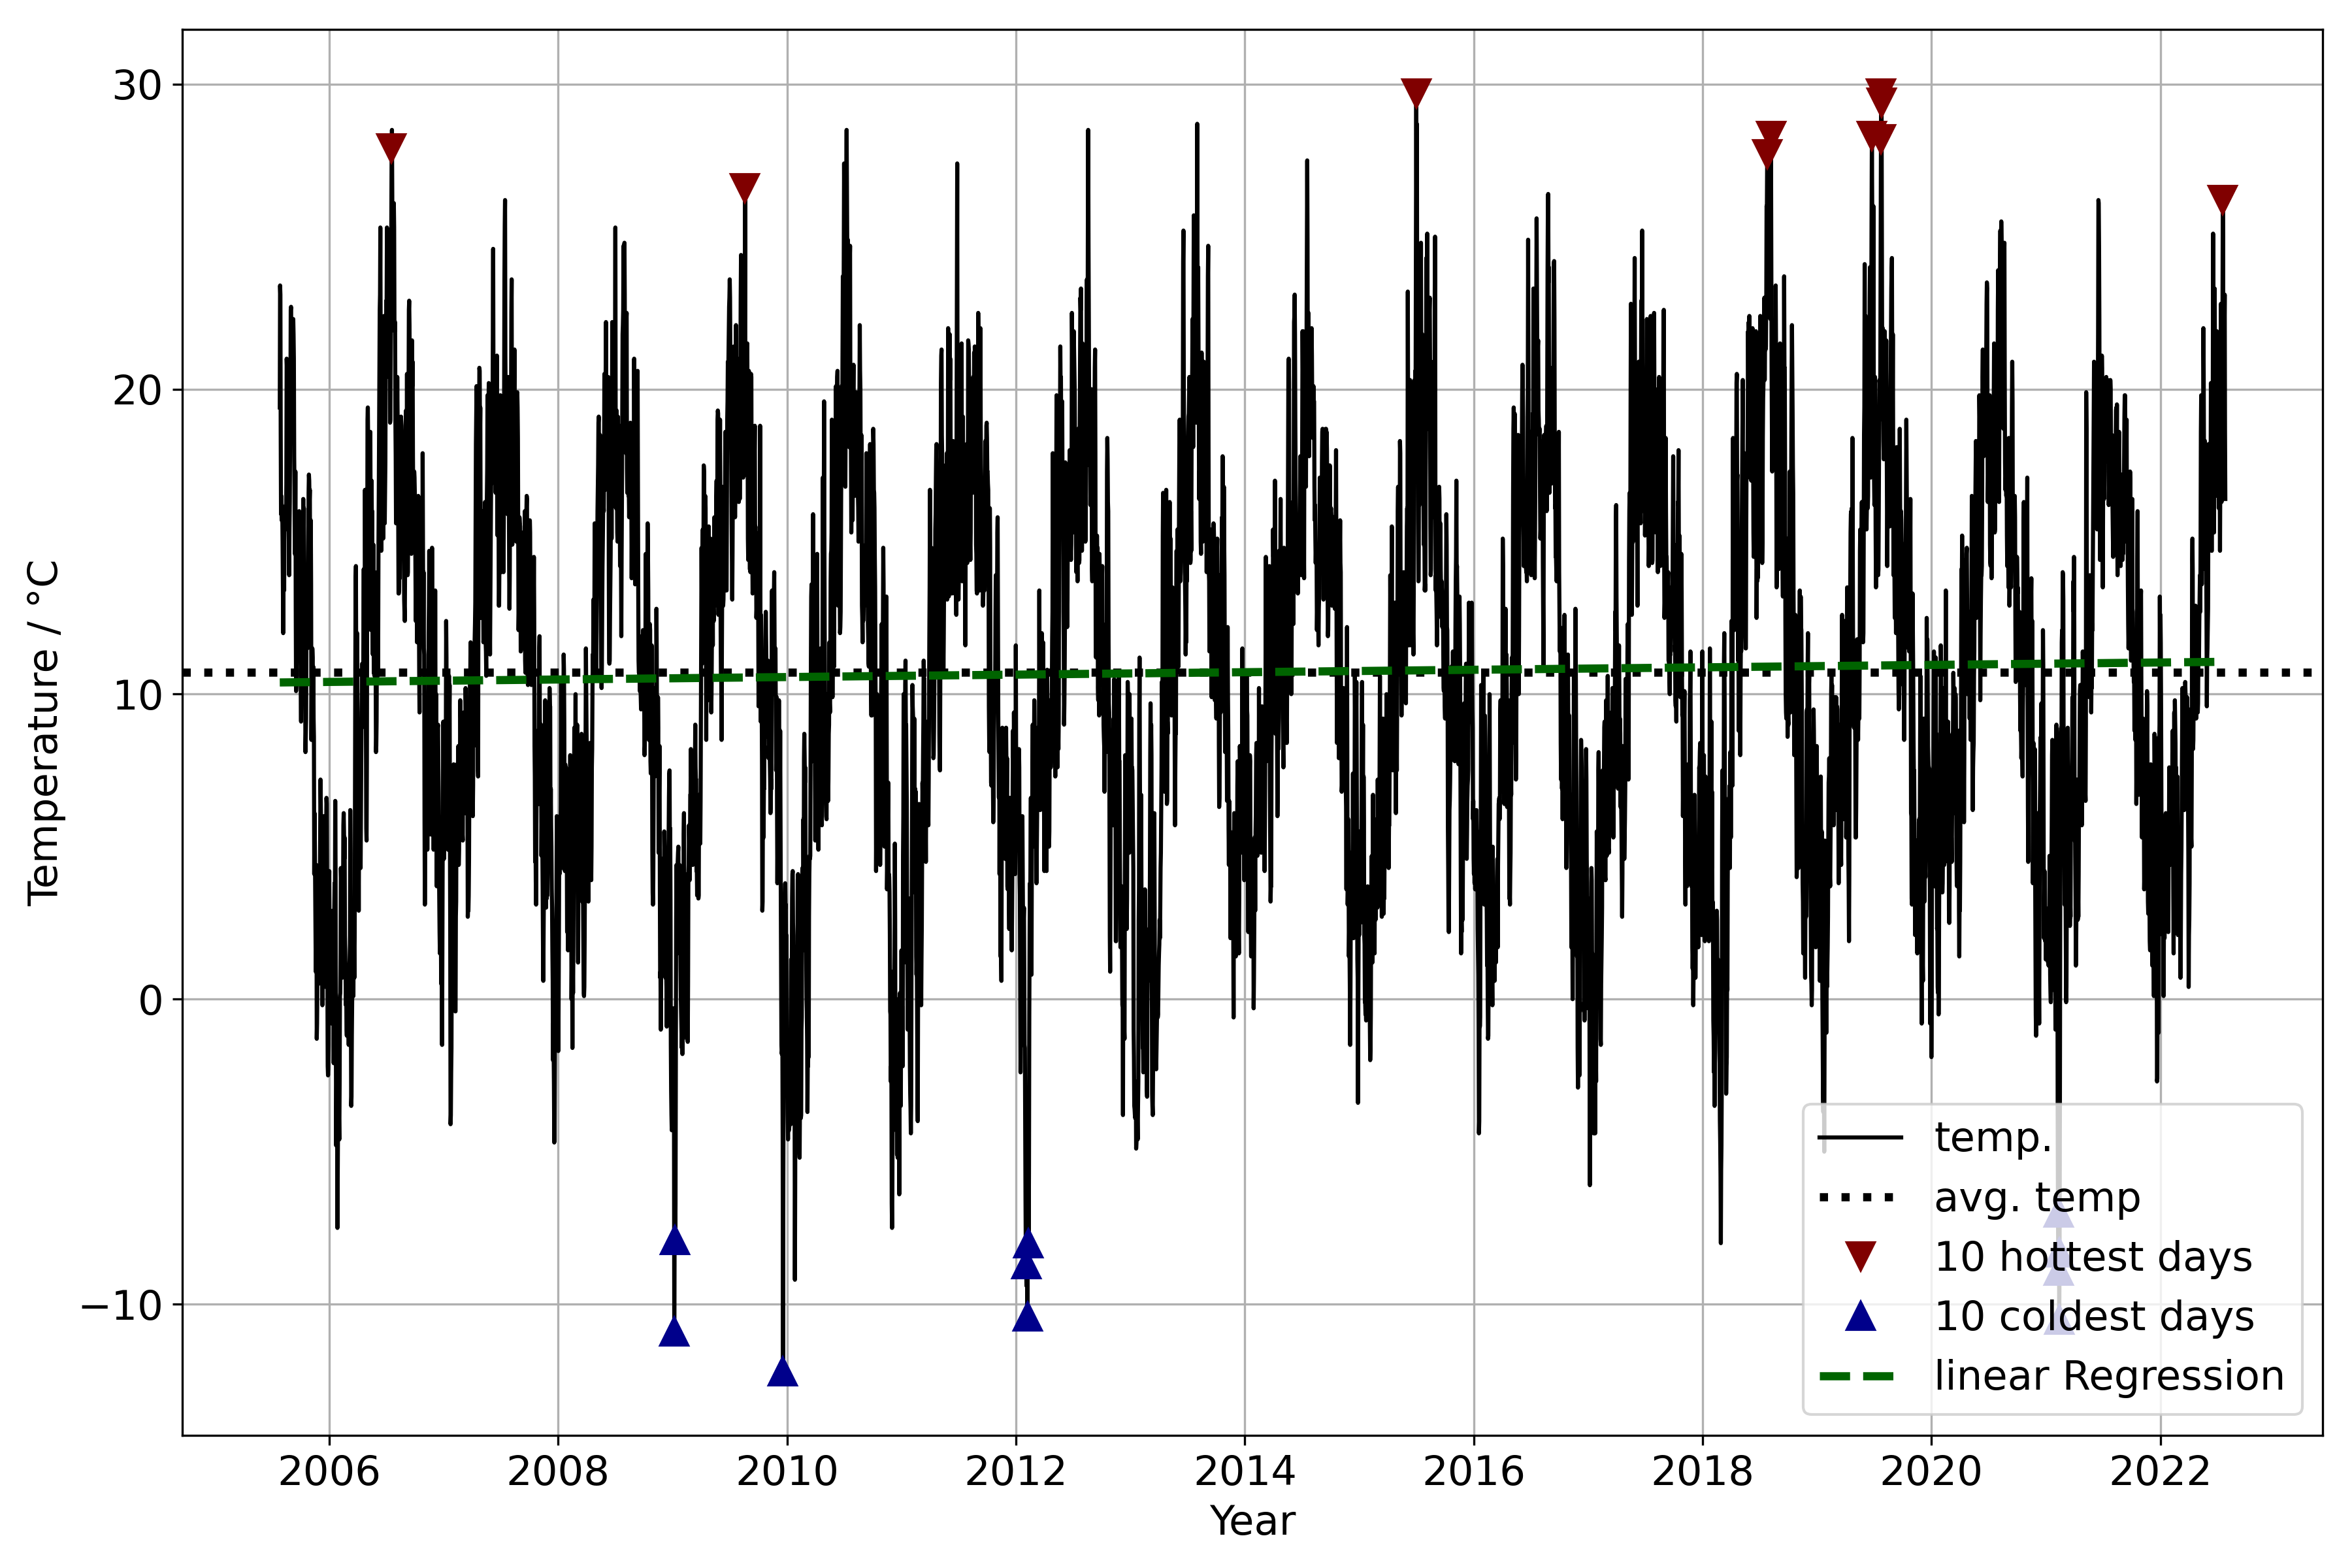 30
20
10
0
−10
Temperature / °C
2006 2008 2010 2012 2014 2016 2018 2020 2022
Year
temp.
avg. temp
10 hottest days
10 coldest days
linear Regression